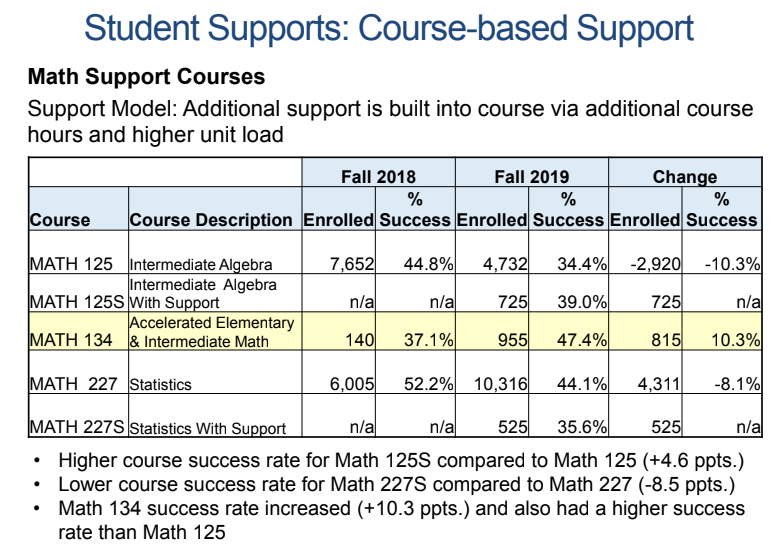 Student Supports: Course-based Support
Math Support Courses
Support Model: Additional support is built into course via additional course
hours and higher unit load
Fall 2018 Fall 2019 Change
Course Course Description Enrolled % Success Enrolled % Success Enrolled % Success
MATH 125 Intermediate Algebra 7,652 44.8% 4,732 34.4% -2,920 -10.3%
MATH 125S Intermediate Algebra With Support n/a n/a 725 39.0% 725 n/a
MATH 134 Accelerated Elementary & Intermediate Math 140 37.1% 955 47.4% 815 10.3%
MATH 227 Statistics 6,005 52.2% 10,316 44.1% 4,311 -8.1%
MATH 227S Statistics With Support n/a n/a 525 35.6% 525 n/a
• Higher course success rate for Math 125S compared to Math 125 (+4.6 ppts.)
• Lower course success rate for Math 227S compared to Math 227 (-8.5 ppts.)
• Math 134 success rate increased (+10.3 ppts.) and also had a higher success
rate than Math 125